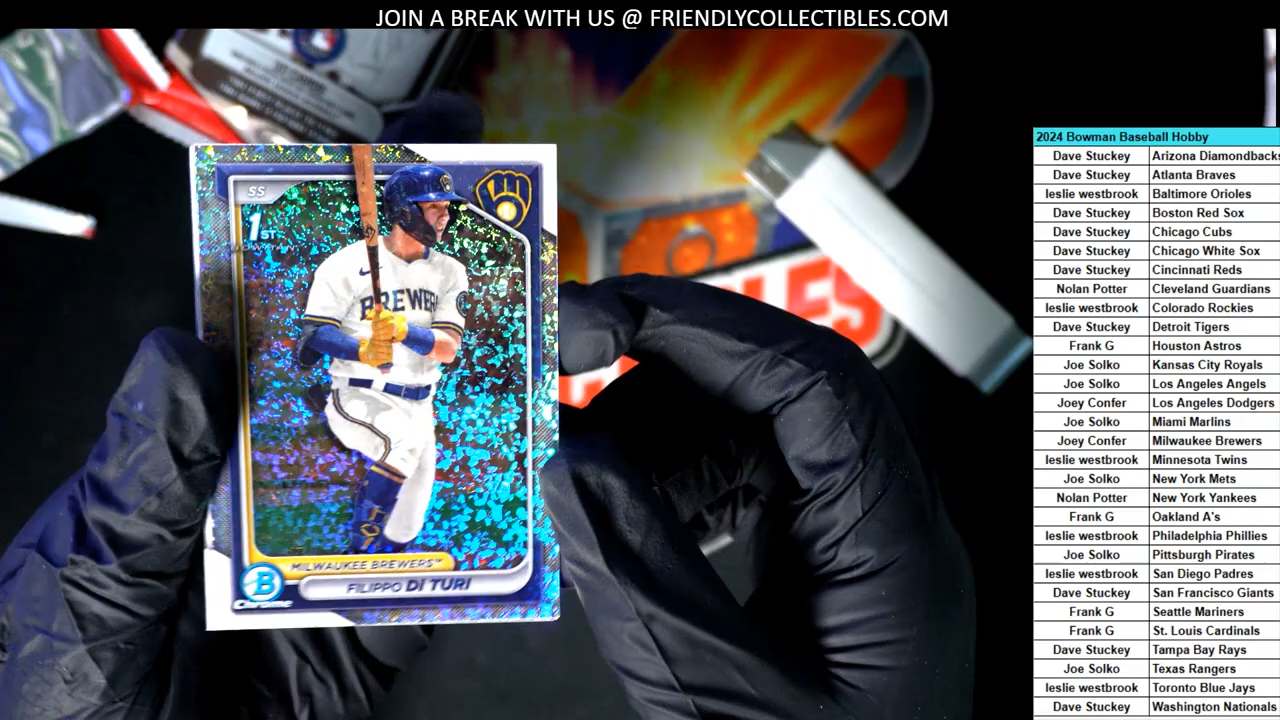 JOIN A BREAK WITH US @ FRIENDLYCOLLECTIBLES.COM
SS
1ST
BREWER
MILWAUKEE BREWERS™
FILIPPO Di TURI
B
Chrome
LES
2024 Bowman Baseball Hobby
Dave Stuckey Arizona Diamondbacks
Dave Stuckey Atlanta Braves
leslie westbrook Baltimore Orioles
Dave Stuckey Boston Red Sox
Dave Stuckey Chicago Cubs
Dave Stuckey Chicago White Sox
Dave Stuckey Cincinnati Reds
Nolan Potter Cleveland Guardians
leslie westbrook Colorado Rockies
Dave Stuckey Detroit Tigers
Frank G Houston Astros
Joe Solko Kansas City Royals
Joe Solko Los Angeles Angels
Joey Confer Los Angeles Dodgers
Joe Solko Miami Marlins
Joey Confer Milwaukee Brewers
leslie westbrook Minnesota Twins
Joe Solko New York Mets
Nolan Potter New York Yankees
Frank G Oakland A's
leslie westbrook Philadelphia Phillies
Joe Solko Pittsburgh Pirates
leslie westbrook San Diego Padres
Dave Stuckey San Francisco Giants
Frank G Seattle Mariners
Frank G St. Louis Cardinals
Dave Stuckey Tampa Bay Rays
Joe Solko Texas Rangers
leslie westbrook Toronto Blue Jays
Dave Stuckey Washington Nationals